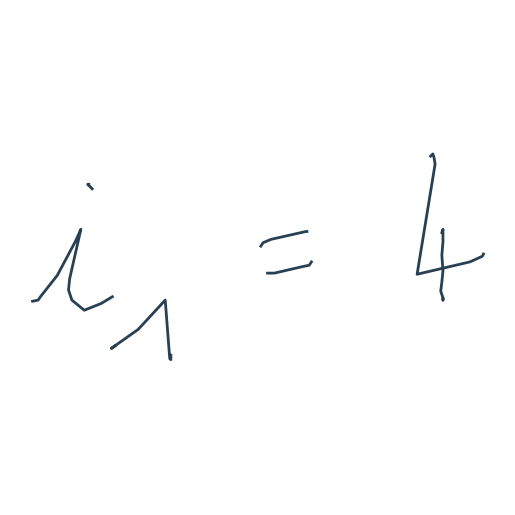 i₁ = 4